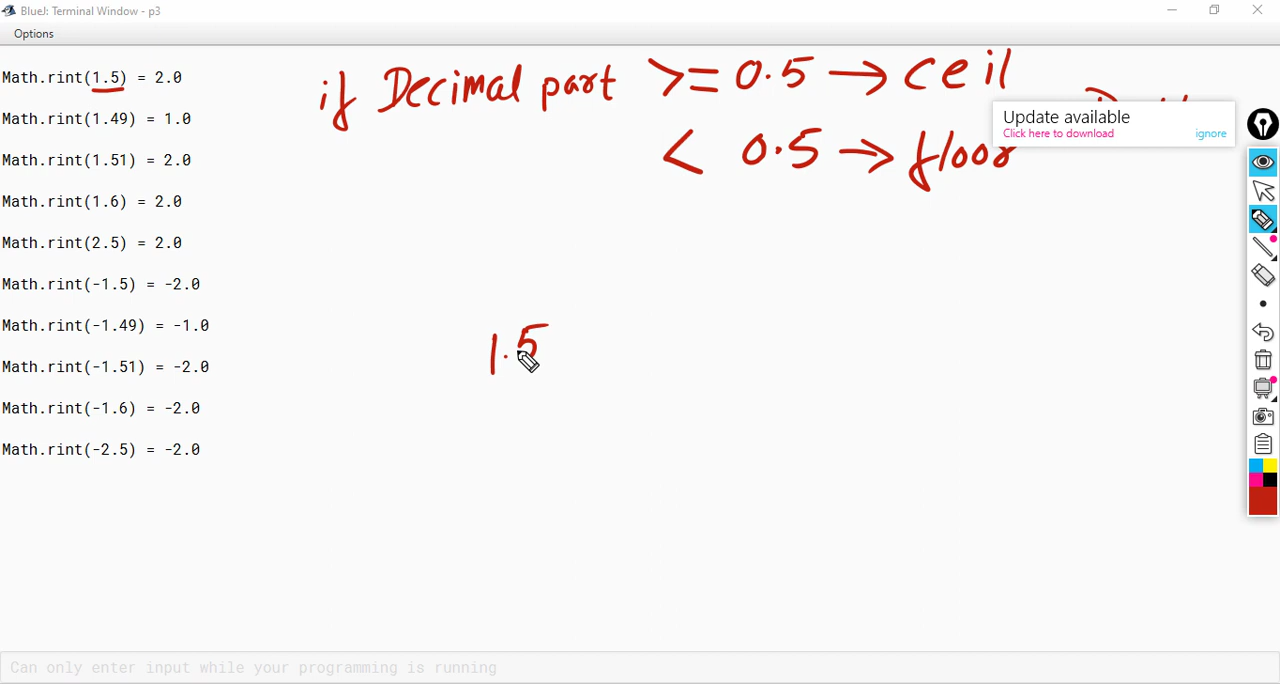 BlueJ: Terminal Window - p3
Options
Math.rint(1.5) = 2.0
Math.rint(1.49) = 1.0
Math.rint(1.51) = 2.0
Math.rint(1.6) = 2.0
Math.rint(2.5) = 2.0
Math.rint(-1.5) = -2.0
Math.rint(-1.49) = -1.0
Math.rint(-1.51) = -2.0
Math.rint(-1.6) = -2.0
Math.rint(-2.5) = -2.0
if Decimal part >= 0.5 → ceil
< 0.5 → floor
Update available
Click here to download ignore
1.5
Can only enter input while your programming is running